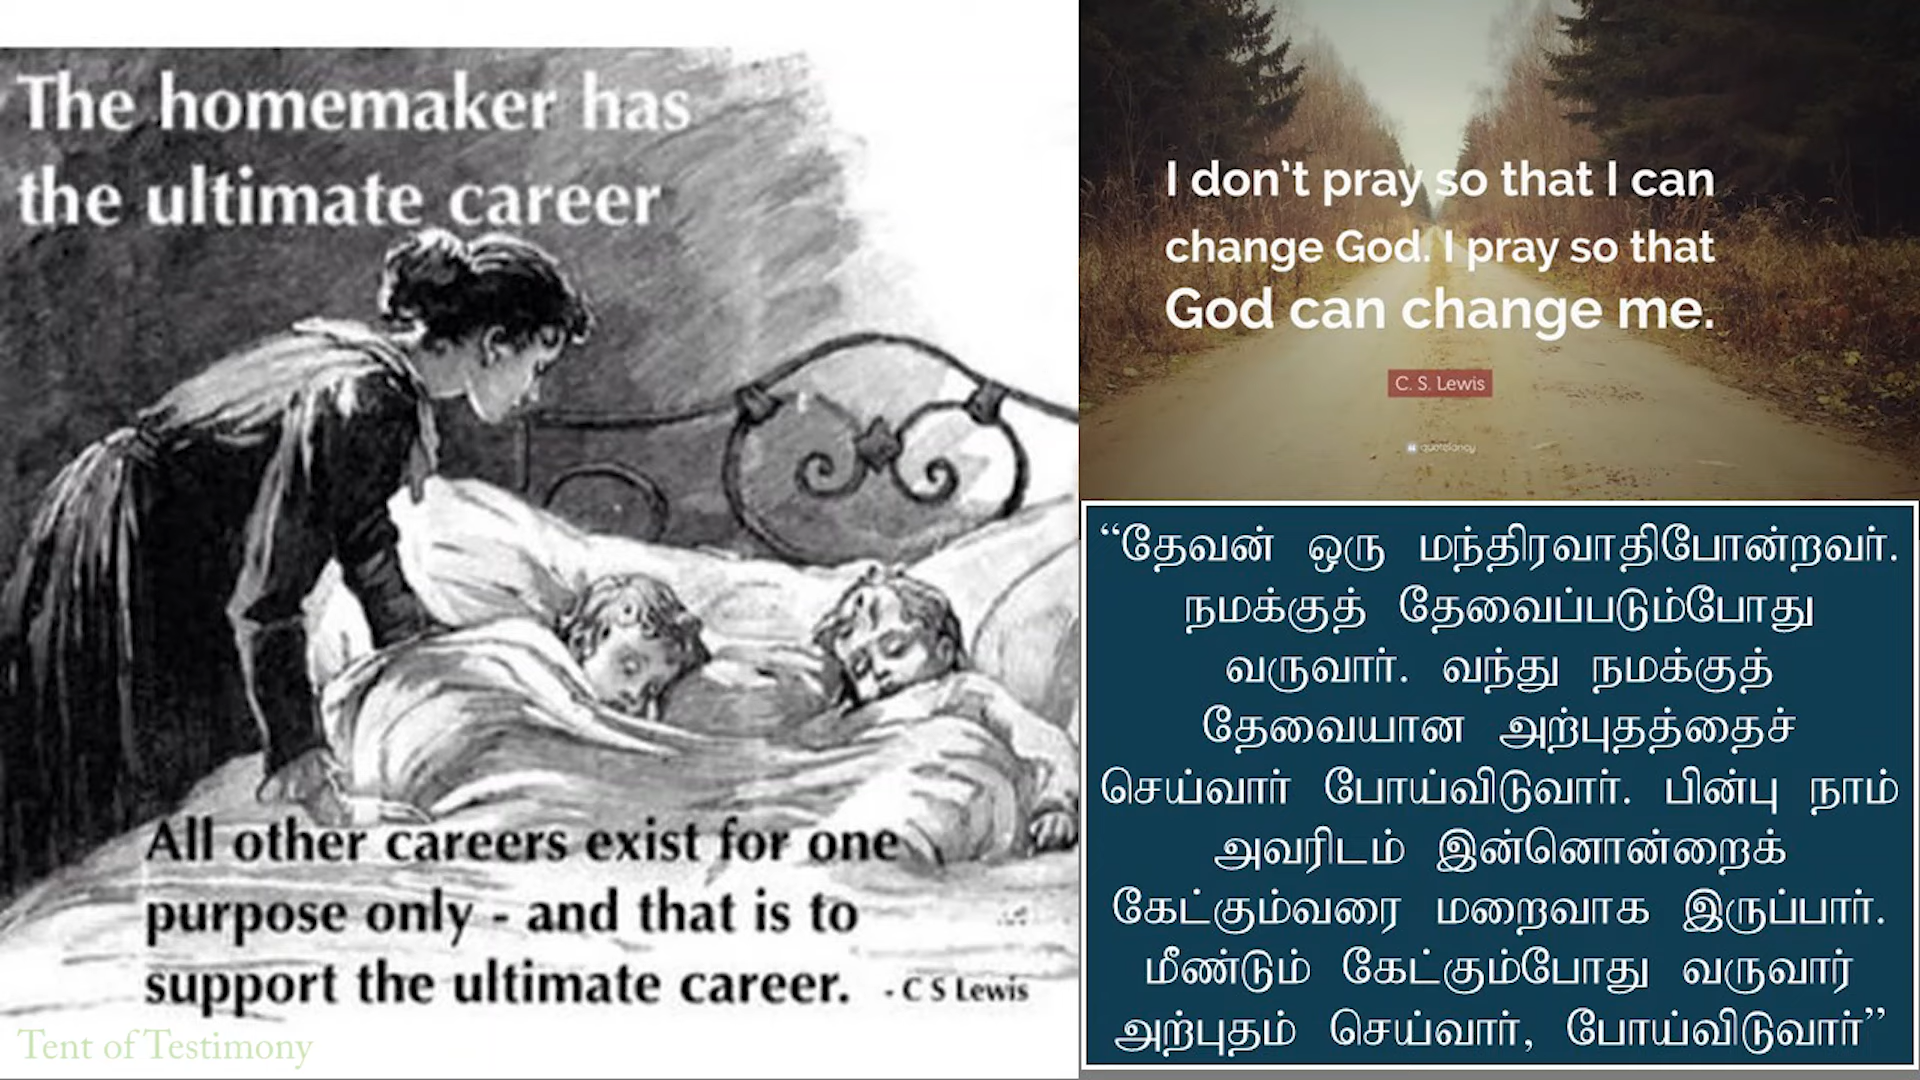 The homemaker has
the ultimate career
All other careers exist for one
purpose only - and that is to
support the ultimate career. - C S Lewis
Tent of Testimony
I don't pray so that I can
change God. I pray so that
God can change me.
C. S. Lewis
quotefancy
“தேவன் ஒரு மந்திரவாதிபோன்றவர்.
நமக்குத் தேவைப்படும்போது
வருவார். வந்து நமக்குத்
தேவையான அற்புதத்தைச்
செய்வார் போய்விடுவார். பின்பு நாம்
அவரிடம் இன்னொன்றைக்
கேட்கும்வரை மறைவாக இருப்பார்.
மீண்டும் கேட்கும்போது வருவார்
அற்புதம் செய்வார், போய்விடுவார்”